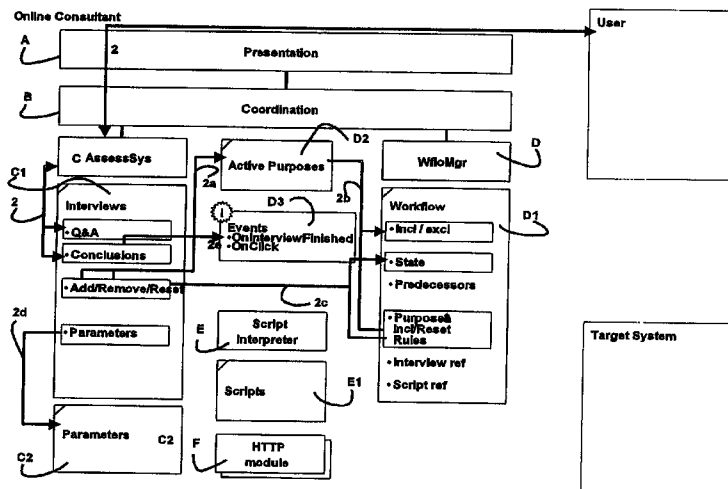 Online Consultant
User
A
2
Presentation
B
Coordination
D2
C AssessSys
Active Purposes
WfloMgr
D
C1
2a
2b
2
Interviews
D3
Workflow
D1
i
• Q&A
Events
• Incl / excl
• OnInterviewFinished
2e
• Conclusions
• OnClick
• State
• Add/Remove/Reset
• Predecessors
2c
2d
• Purpose&
Incl/Reset
Rules
• Parameters
E
Script
Interpreter
Target System
• Interview ref
Scripts
E1
• Script ref
Parameters
C2
F
HTTP
module
C2